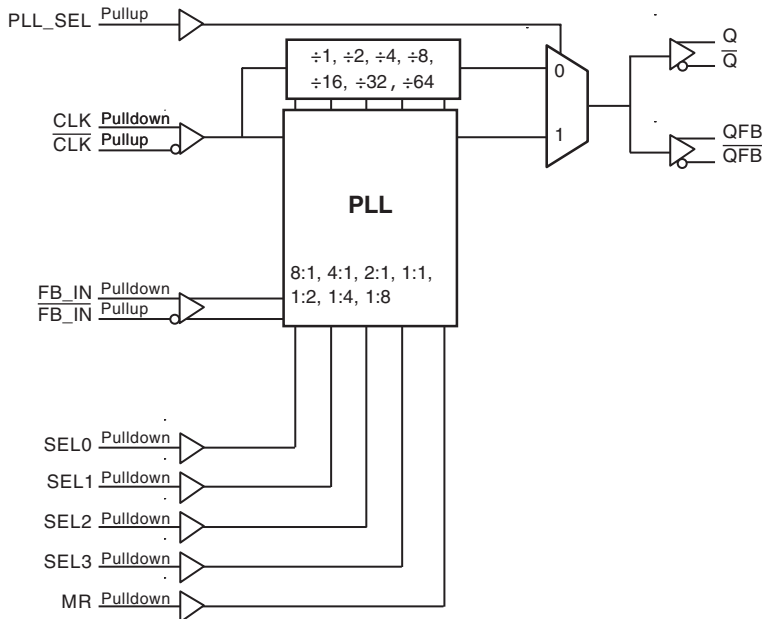 PLL_SEL Pullup
÷1, ÷2, ÷4, ÷8,
÷16, ÷32, ÷64
0
1
Q
Q
QFB
QFB
CLK Pulldown
CLK Pullup
PLL
8:1, 4:1, 2:1, 1:1,
1:2, 1:4, 1:8
FB_IN Pulldown
FB_IN Pullup
SEL0 Pulldown
SEL1 Pulldown
SEL2 Pulldown
SEL3 Pulldown
MR Pulldown